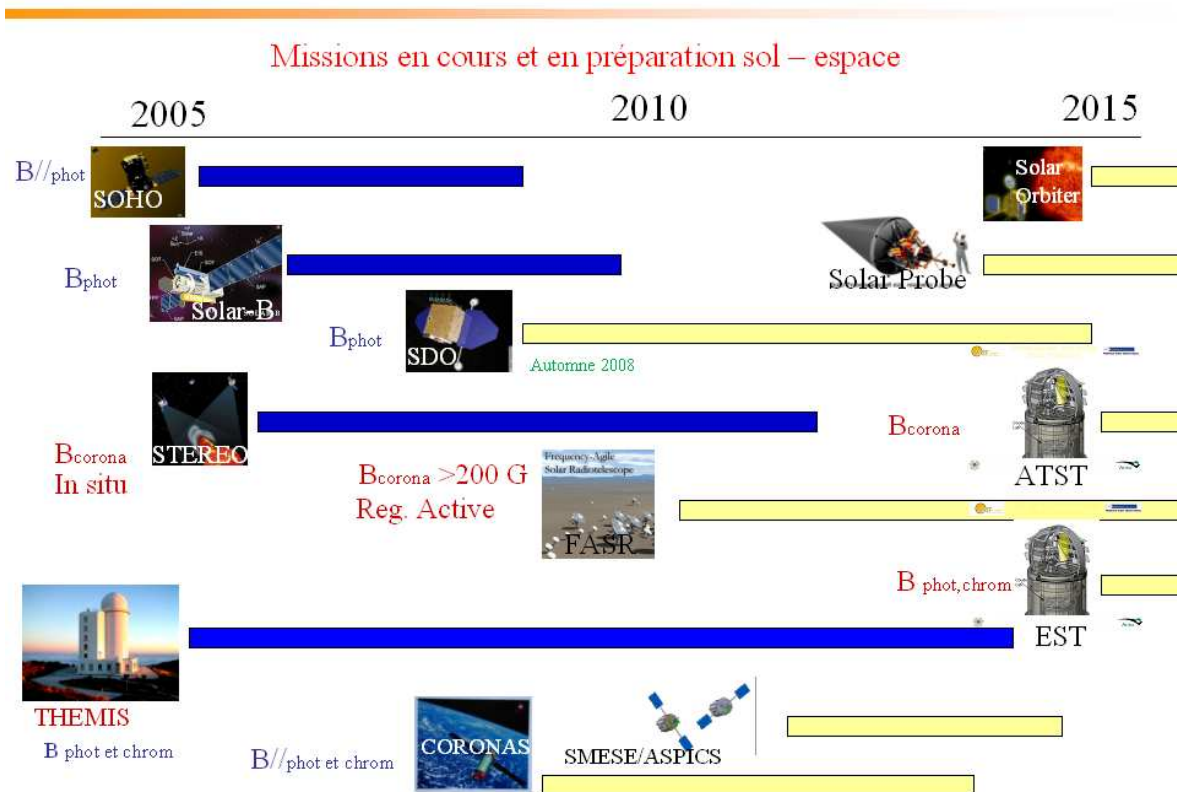 Missions en cours et en préparation sol – espace
2005
2010
2015
B//phot
SOHO
Solar
Orbiter
Bphot
Solar-B
Solar Probe
Bphot
SDO
Automne 2008
Bcorona
In situ
STEREO
Bcorona >200 G
Reg. Active
Frequency-Agile
Solar Radiotelescope
FASR
Bcorona
ATST
B phot,chrom
EST
THEMIS
B phot et chrom
B//phot et chrom
CORONAS
SMESE/ASPICS